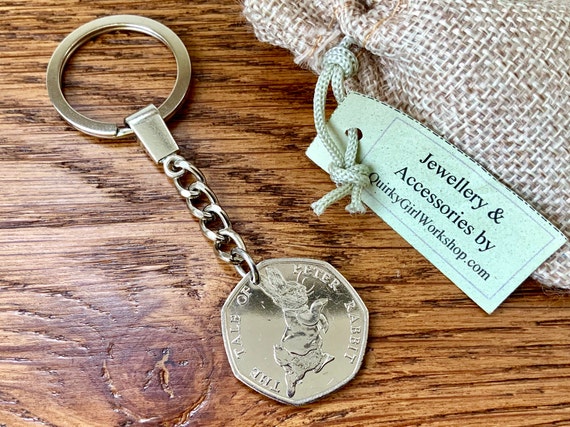 Jewellery &
Accessories by
QuirkyGirlWorkshop.com
THE TALE OF PETER RABBIT